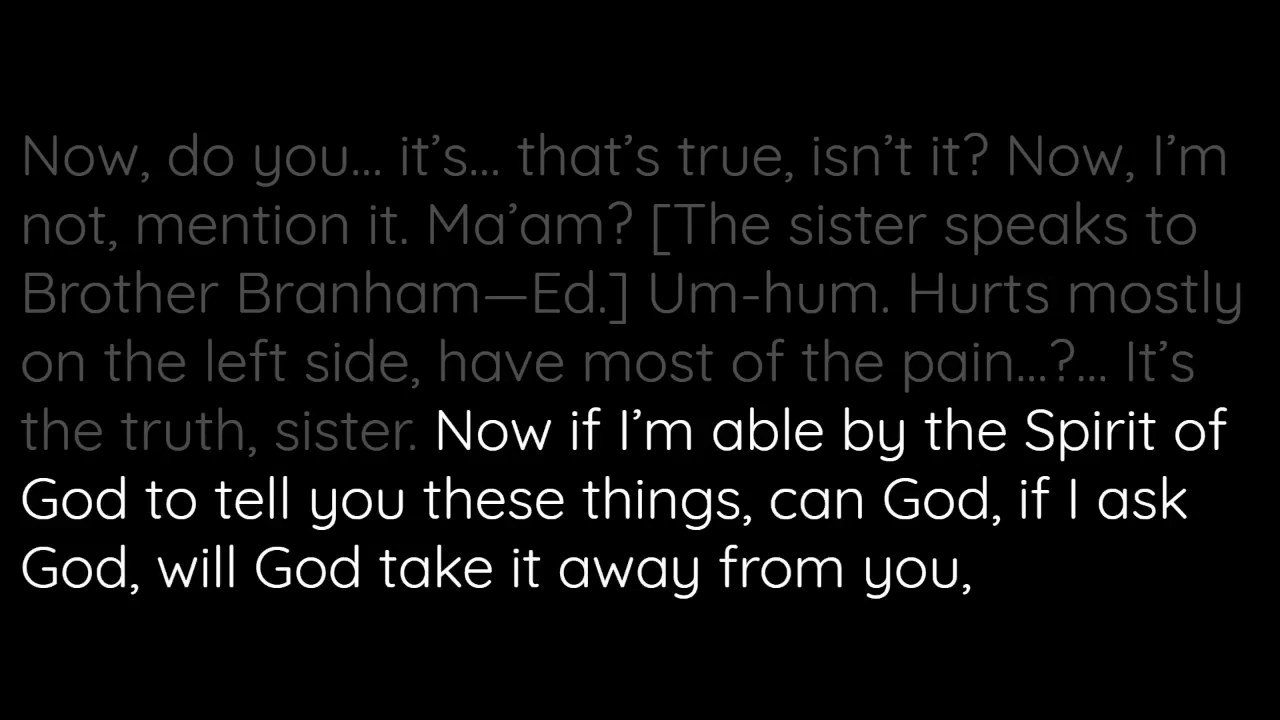 Now, do you... it’s... that’s true, isn’t it? Now, I’m
not, mention it. Ma’am? [The sister speaks to
Brother Branham—Ed.] Um-hum. Hurts mostly
on the left side, have most of the pain...?... It’s
the truth, sister. Now if I’m able by the Spirit of
God to tell you these things, can God, if I ask
God, will God take it away from you,